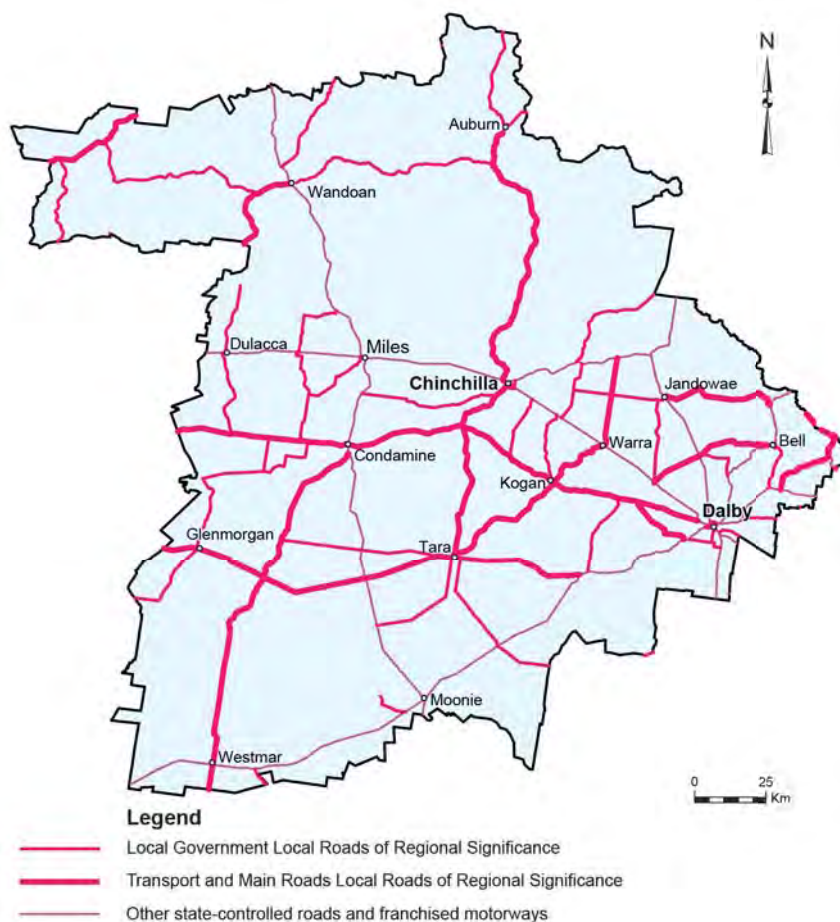 N
Auburn
Wandoan
Dulacca
Miles
Chinchilla
Jandowae
Warra
Bell
Condamine
Kogan
Dalby
Glenmorgan
Tara
Moonie
Westmar
0 25
Km
Legend
Local Government Local Roads of Regional Significance
Transport and Main Roads Local Roads of Regional Significance
Other state-controlled roads and franchised motorways